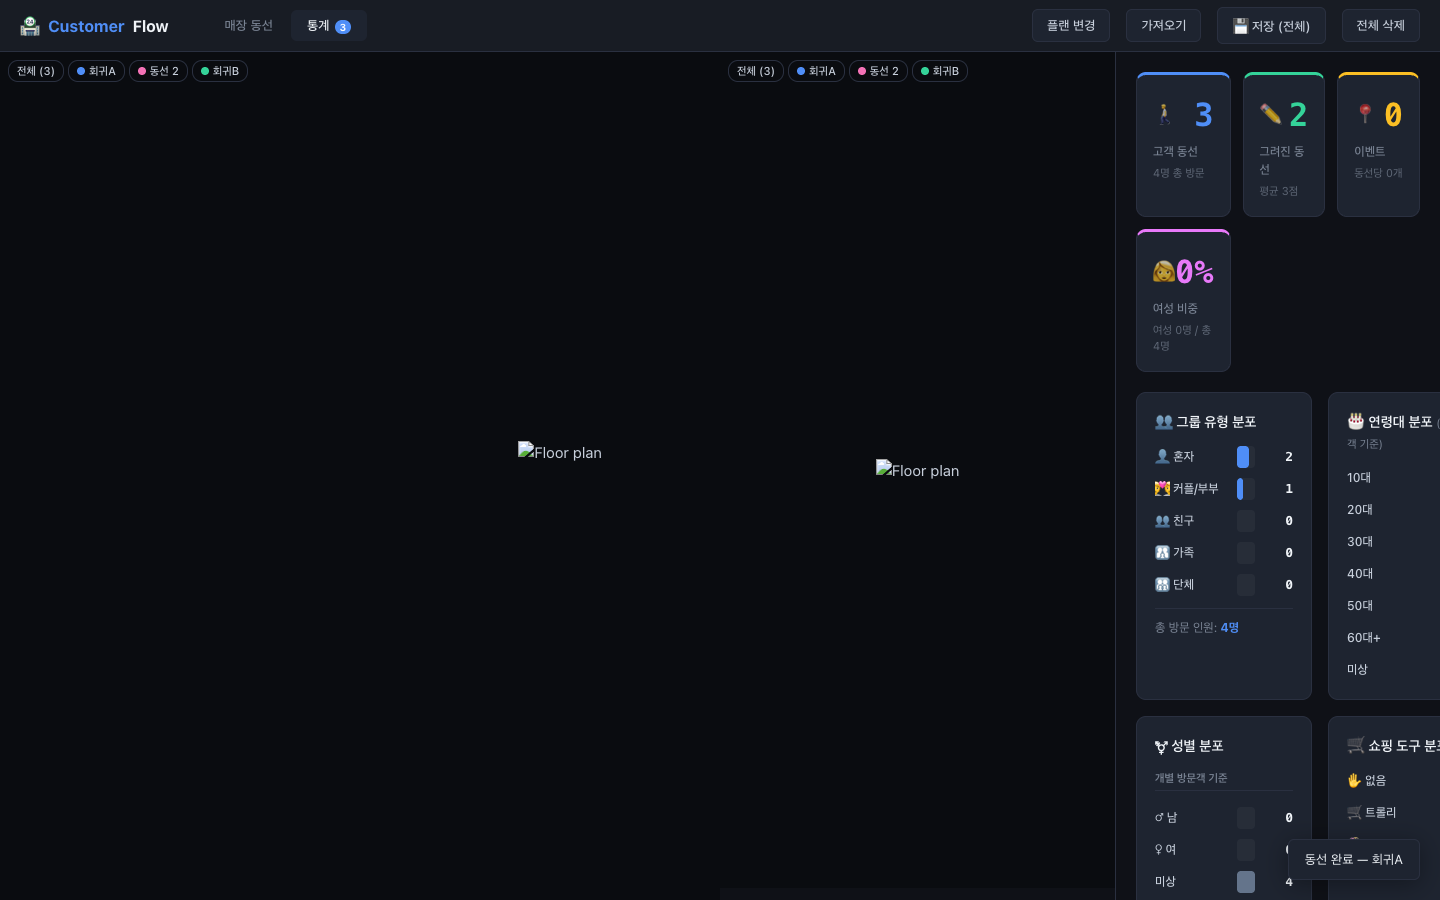 Customer Flow
매장 동선
통계 3
플랜 변경
가져오기
저장 (전체)
전체 삭제
전체 (3)
회귀A
동선 2
회귀B
전체 (3)
회귀A
동선 2
회귀B
Floor plan
Floor plan
3
고객 동선
4명 총 방문
2
그려진 동
선
평균 3점
0
이벤트
동선당 0개
0%
여성 비중
여성 0명 / 총
4명
그룹 유형 분포
혼자 2
커플/부부 1
친구 0
가족 0
단체 0
총 방문 인원: 4명
연령대 분포 (
객 기준)
10대
20대
30대
40대
50대
60대+
미상
성별 분포
개별 방문객 기준
♂ 남 0
♀ 여
미상 4
쇼핑 도구 분포
없음
트롤리
동선 완료 — 회귀A